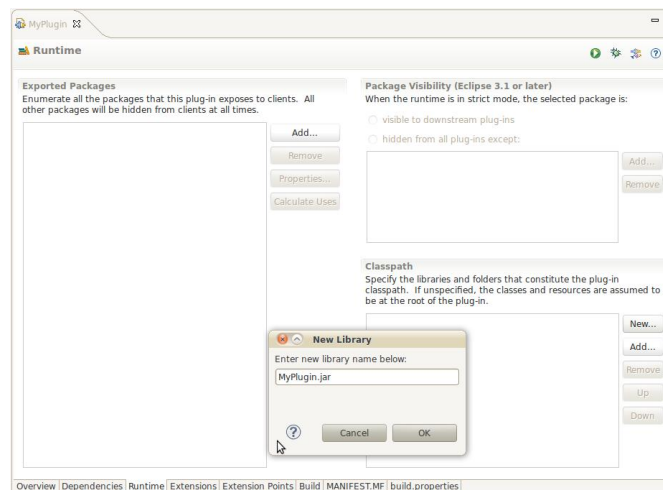 MyPlugin
Runtime
Exported Packages
Enumerate all the packages that this plug-in exposes to clients. All
other packages will be hidden from clients at all times.
Add...
Remove
Properties...
Calculate Uses
Package Visibility (Eclipse 3.1 or later)
When the runtime is in strict mode, the selected package is:
visible to downstream plug-ins
hidden from all plug-ins except:
Add...
Remove
Classpath
Specify the libraries and folders that constitute the plug-in
classpath. If unspecified, the classes and resources are assumed to
be at the root of the plug-in.
New...
Add...
Remove
Up
Down
New Library
Enter new library name below:
MyPlugin.jar
Cancel
OK
Overview Dependencies Runtime Extensions Extension Points Build MANIFEST.MF build.properties